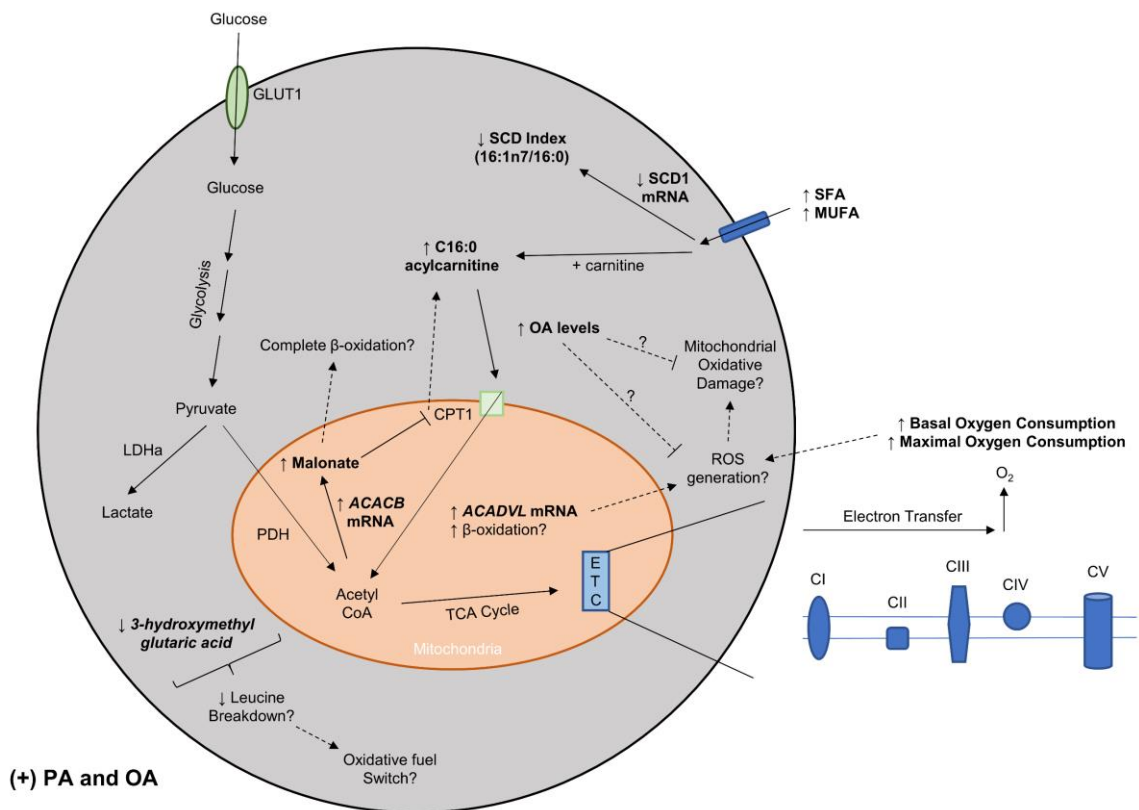 Glucose
GLUT1
Glucose
Glycolysis
Pyruvate
LDHa
Lactate
PDH
↓ SCD Index
(16:1n7/16:0)
↓ SCD1
mRNA
↑ SFA
↑ MUFA
↑ C16:0
acylcarnitine
+ carnitine
↑ OA levels
?
?
Mitochondrial
Oxidative
Damage?
Complete β-oxidation?
CPT1
↑ Malonate
↑ ACACB
mRNA
↑ ACADVL mRNA
↑ β-oxidation?
ROS
generation?
↑ Basal Oxygen Consumption
↑ Maximal Oxygen Consumption
O2
Electron Transfer
ETC
CI
CII
CIII
CIV
CV
Acetyl
CoA
TCA Cycle
Mitochondria
↓ 3-hydroxymethyl
glutaric acid
↓ Leucine
Breakdown?
Oxidative fuel
Switch?
(+) PA and OA